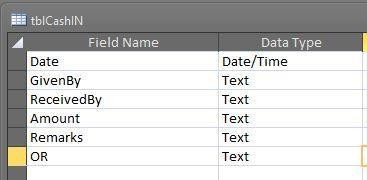 tblCashIN
Field Name Data Type
Date Date/Time
GivenBy Text
ReceivedBy Text
Amount Text
Remarks Text
OR Text